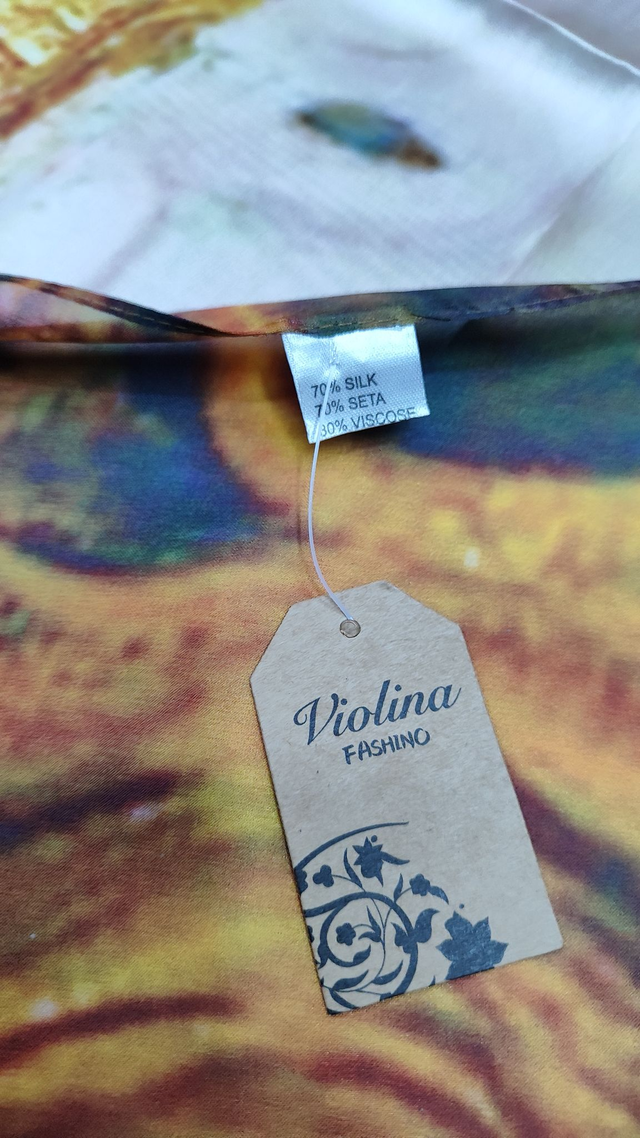 70% SILK
70% SETA
30% VISCOSE
Violina
FASHINO